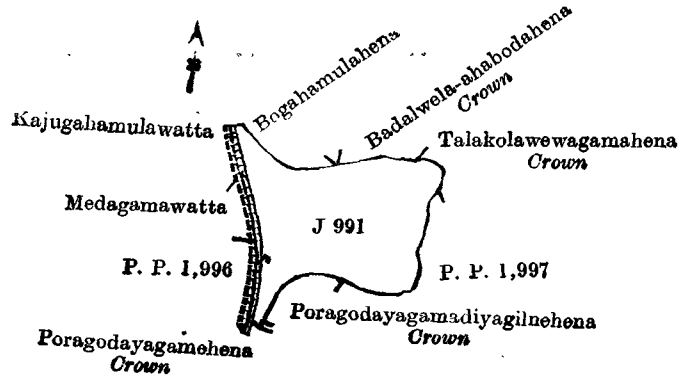 Bogahamulahena
Badalwela-ahabodahena
Crown
Kajugahamulawatta
Talakolawewagamahena
Crown
Medagamawatta
J 991
P. P. 1,996
P. P. 1,997
Poragodayagamadiyagilnehena
Crown
Poragodayagamehena
Crown